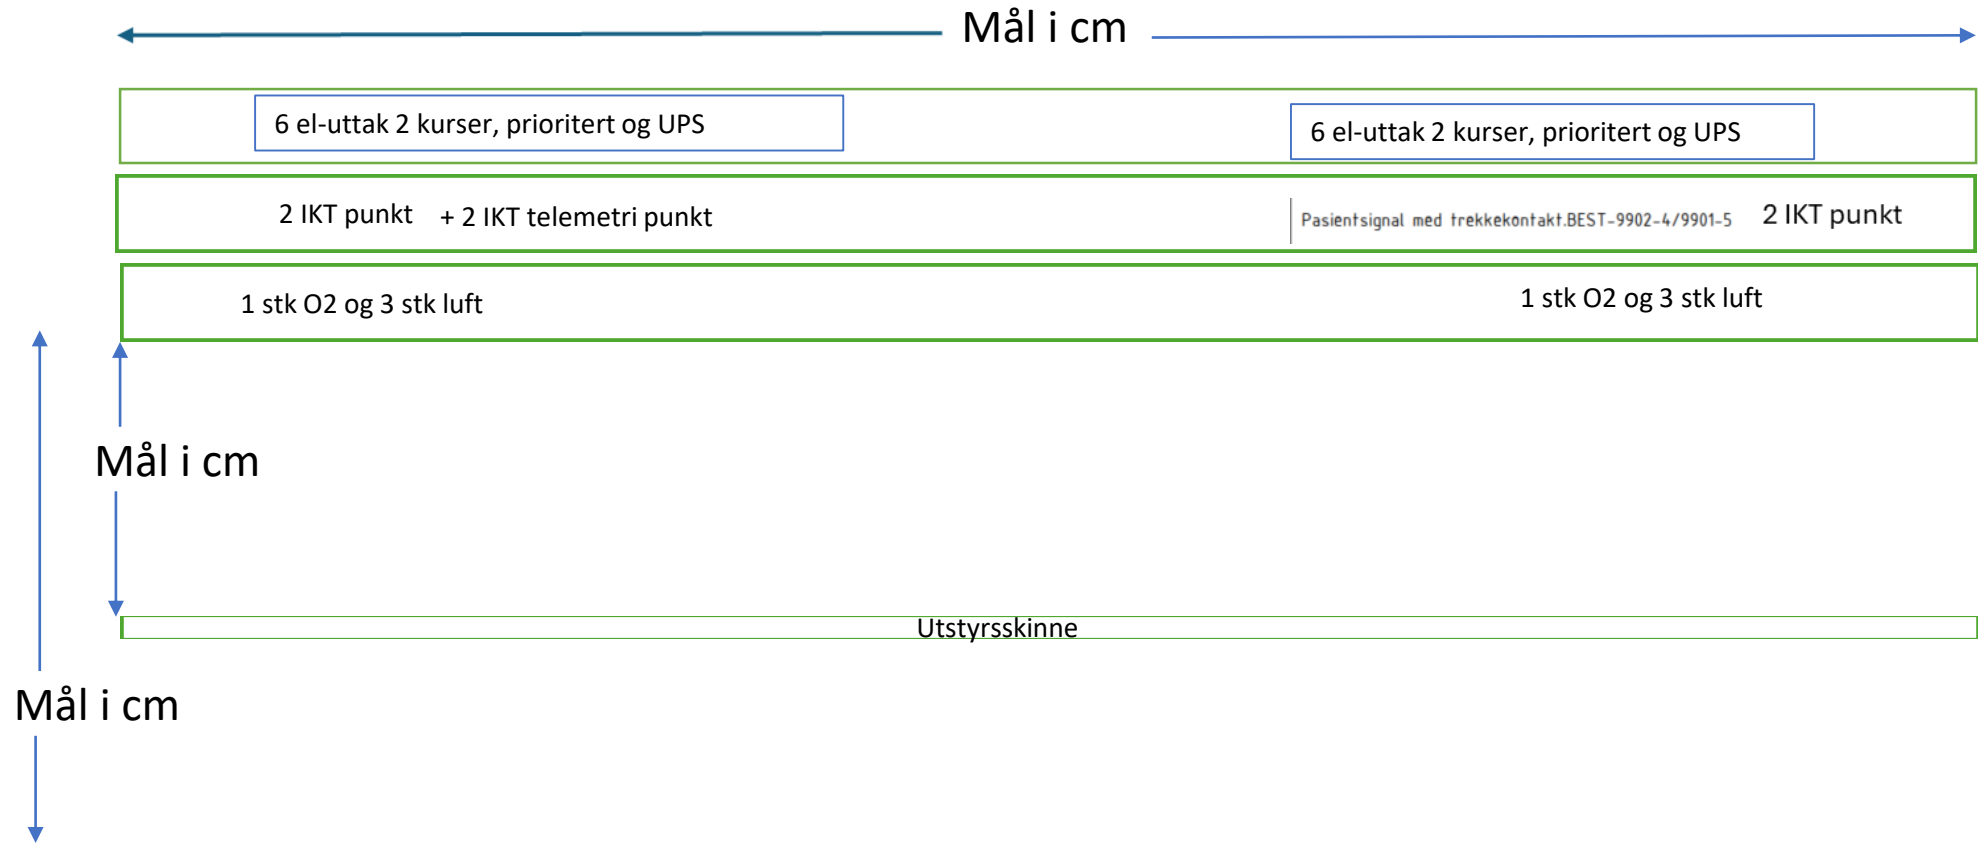 Mål i cm
6 el-uttak 2 kurser, prioritert og UPS
6 el-uttak 2 kurser, prioritert og UPS
2 IKT punkt + 2 IKT telemetri punkt
Pasientsignal med trekkekontakt.BEST-9902-4/9901-5
2 IKT punkt
1 stk O2 og 3 stk luft
1 stk O2 og 3 stk luft
Mål i cm
Utstyrsskinne
Mål i cm